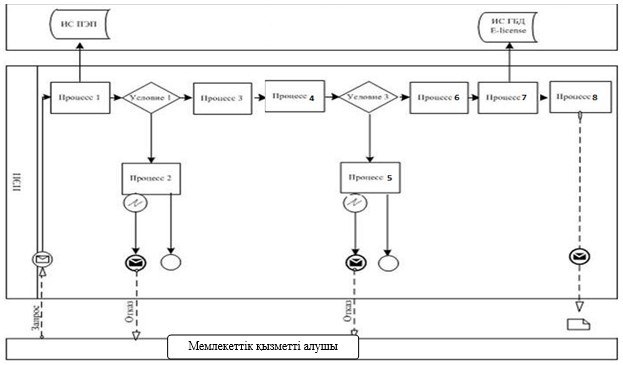 ИС ПЭП
ИС ГБД
E-license
Процесс 1
Условие 1
Процесс 3
Процесс 4
Условие 3
Процесс 6
Процесс 7
Процесс 8
Процесс 2
Процесс 5
Запрос
Отказ
Отказ
Мемлекеттік қызметті алушы